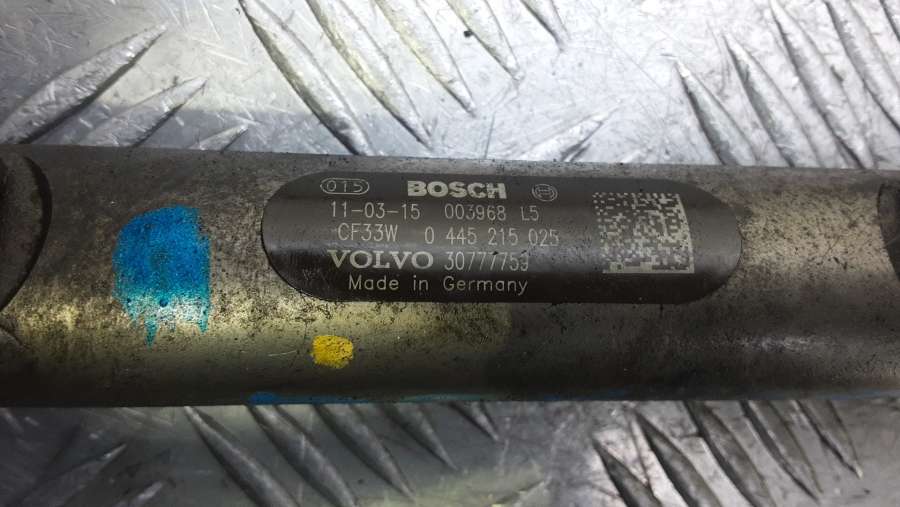 015 BOSCH
11-03-15 003968 L5
CF33W 0 445 215 025
VOLVO 30777759
Made in Germany